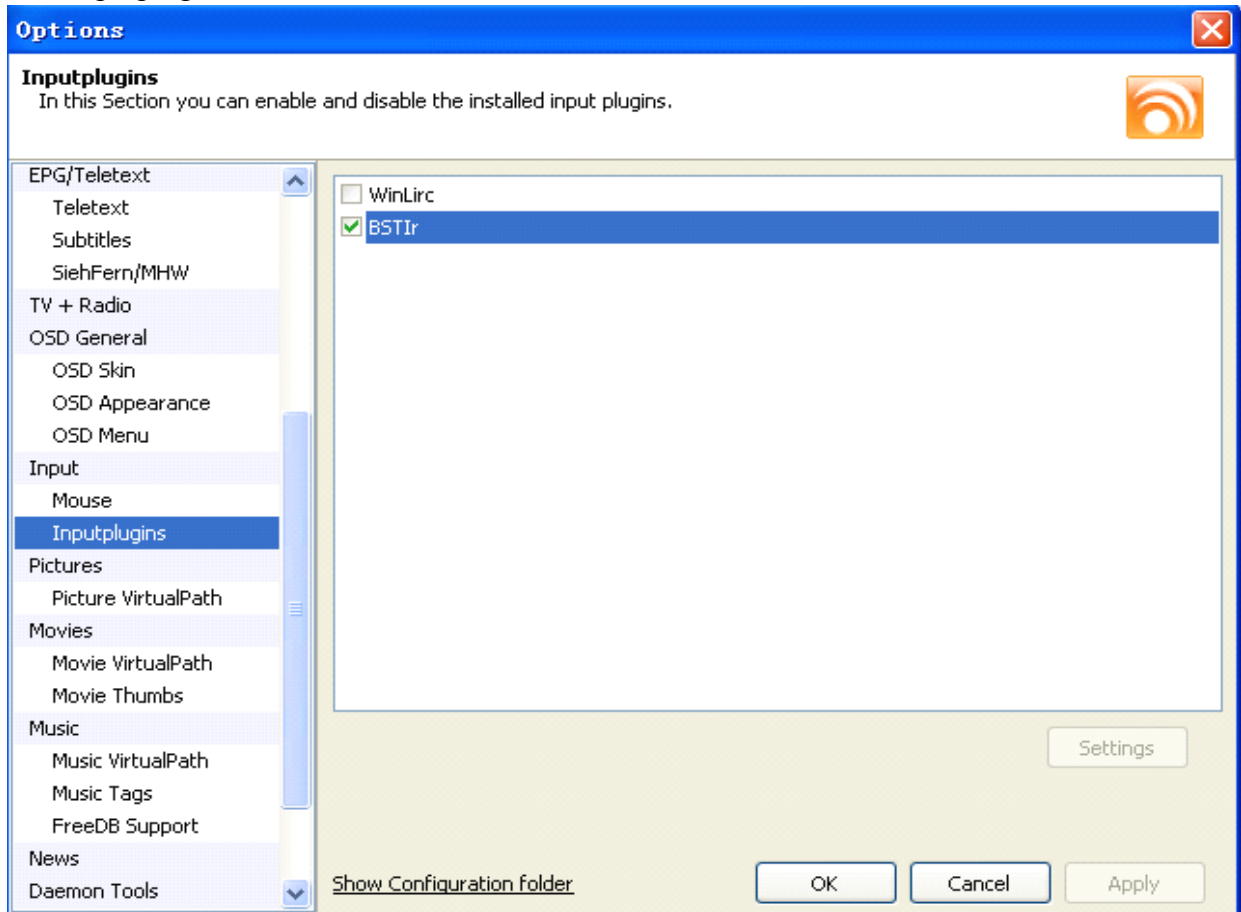 Options
Inputplugins
In this Section you can enable and disable the installed input plugins.
EPG/Teletext
Teletext
Subtitles
SiehFern/MHW
TV + Radio
OSD General
OSD Skin
OSD Appearance
OSD Menu
Input
Mouse
Inputplugins
Pictures
Picture VirtualPath
Movies
Movie VirtualPath
Movie Thumbs
Music
Music VirtualPath
Music Tags
FreeDB Support
News
Daemon Tools
WinLirc
BSTIr
Settings
Show Configuration folder
OK
Cancel
Apply